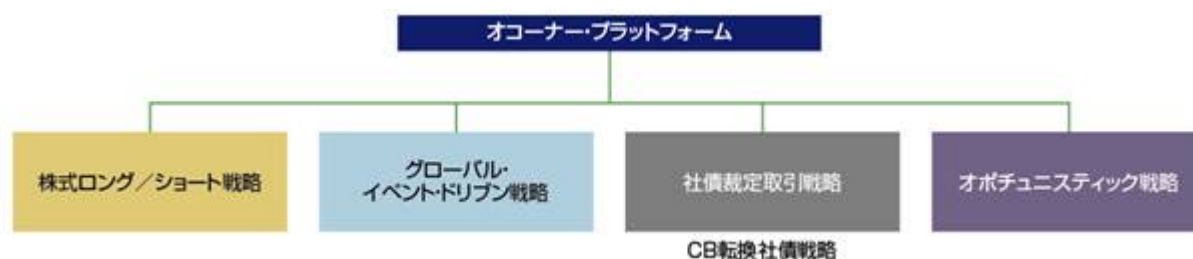 オコーナー・プラットフォーム
株式ロング／ショート戦略
グローバル・
イベント・ドリブン戦略
社債裁定取引戦略
オポチュニスティック戦略
CB転換社債戦略